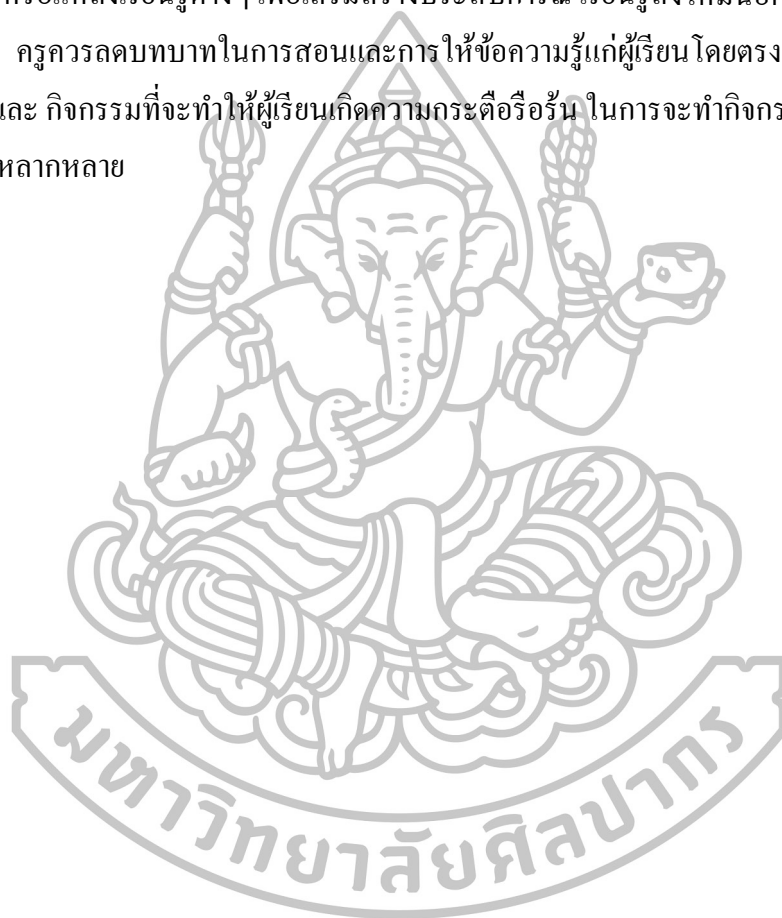 ครูควรลดบทบาทในการสอนและการให้ข้อความรู้แก่ผู้เรียนโดยตรง
และ กิจกรรมที่จะทำให้ผู้เรียนเกิดความกระตือรือร้น ในการจะทำกิจกร
หลากหลาย
มหาวิทยาลัยศิลปากร